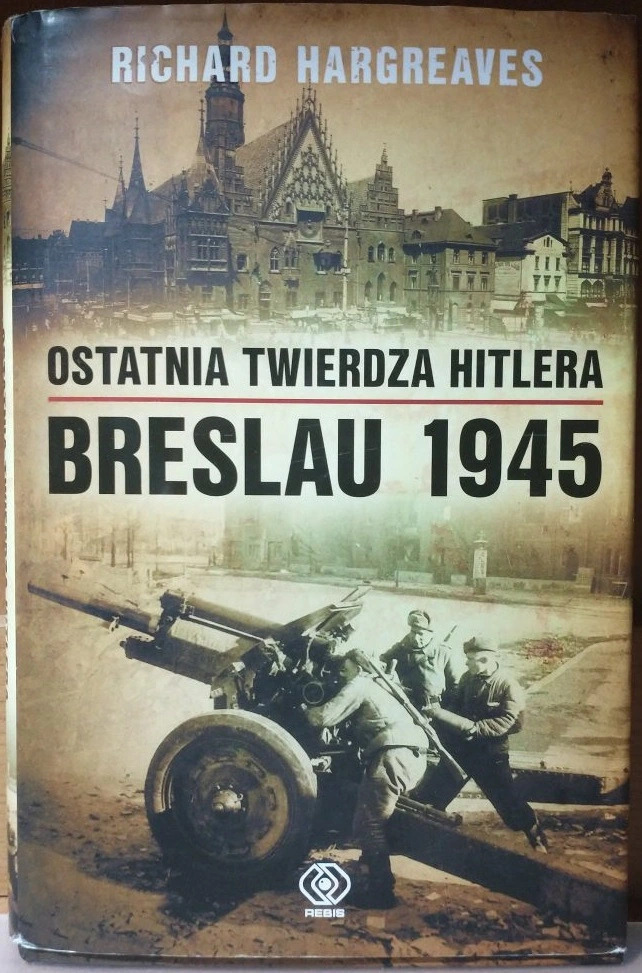 RICHARD HARGREAVES
OSTATNIA TWIERDZA HITLERA
BRESLAU 1945
REBIS